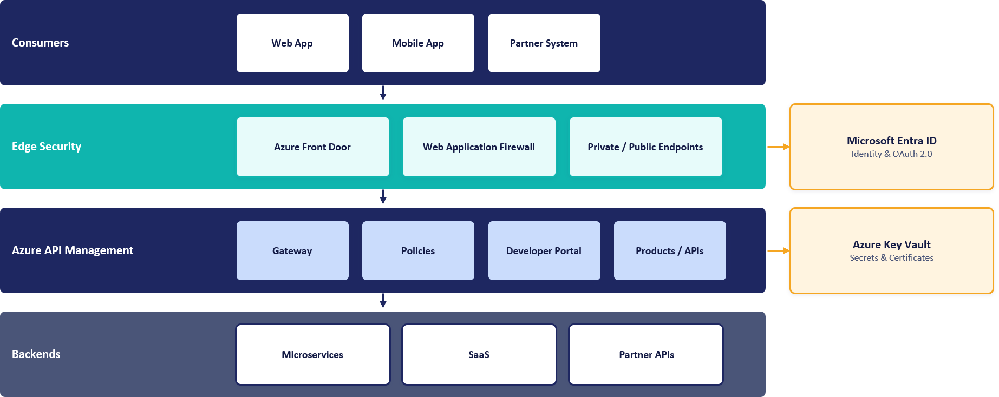 Consumers
Web App
Mobile App
Partner System
Edge Security
Azure Front Door
Web Application Firewall
Private / Public Endpoints
Microsoft Entra ID
Identity & OAuth 2.0
Azure API Management
Gateway
Policies
Developer Portal
Products / APIs
Azure Key Vault
Secrets & Certificates
Backends
Microservices
SaaS
Partner APIs